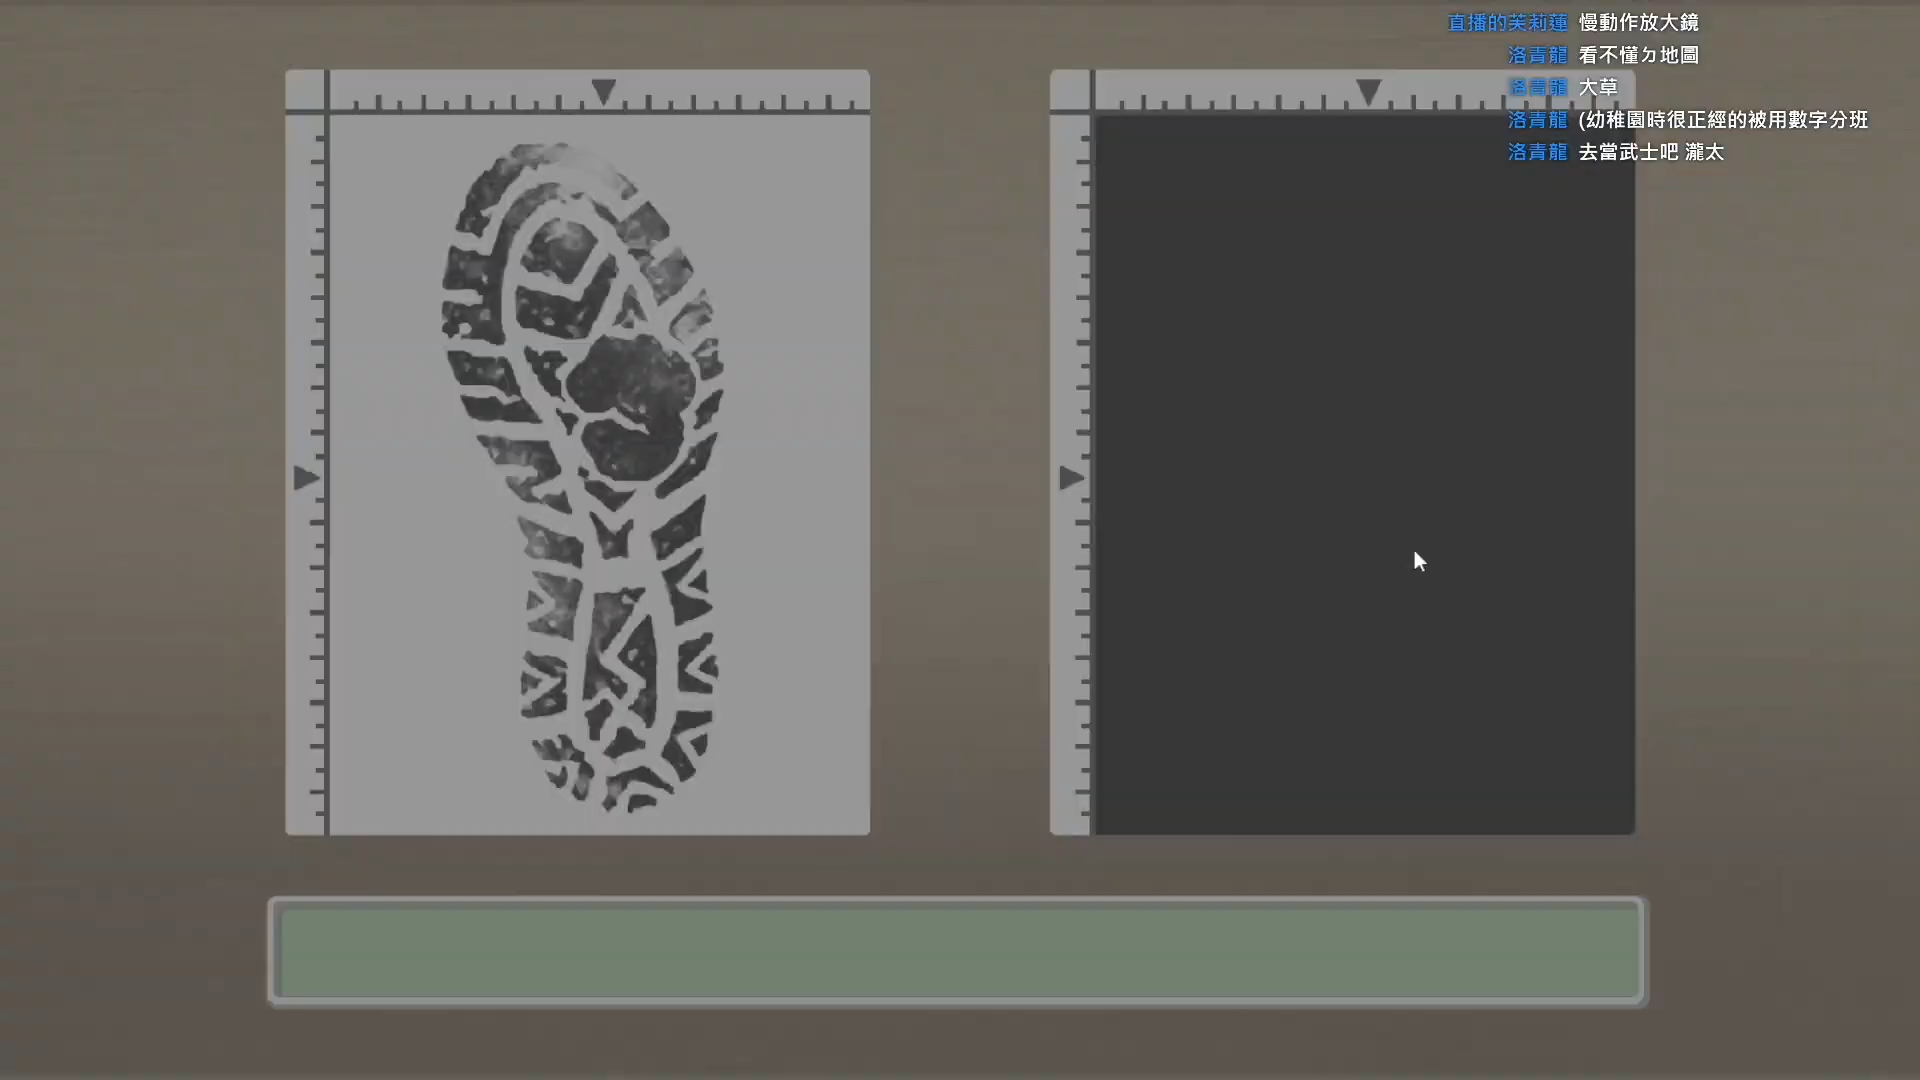 直播的芙莉蓮 慢動作放大鏡
洛青龍 看不懂ㄉ地圖
洛青龍 大草
洛青龍 (幼稚園時很正經的被用數字分班
洛青龍 去當武士吧 瀧太